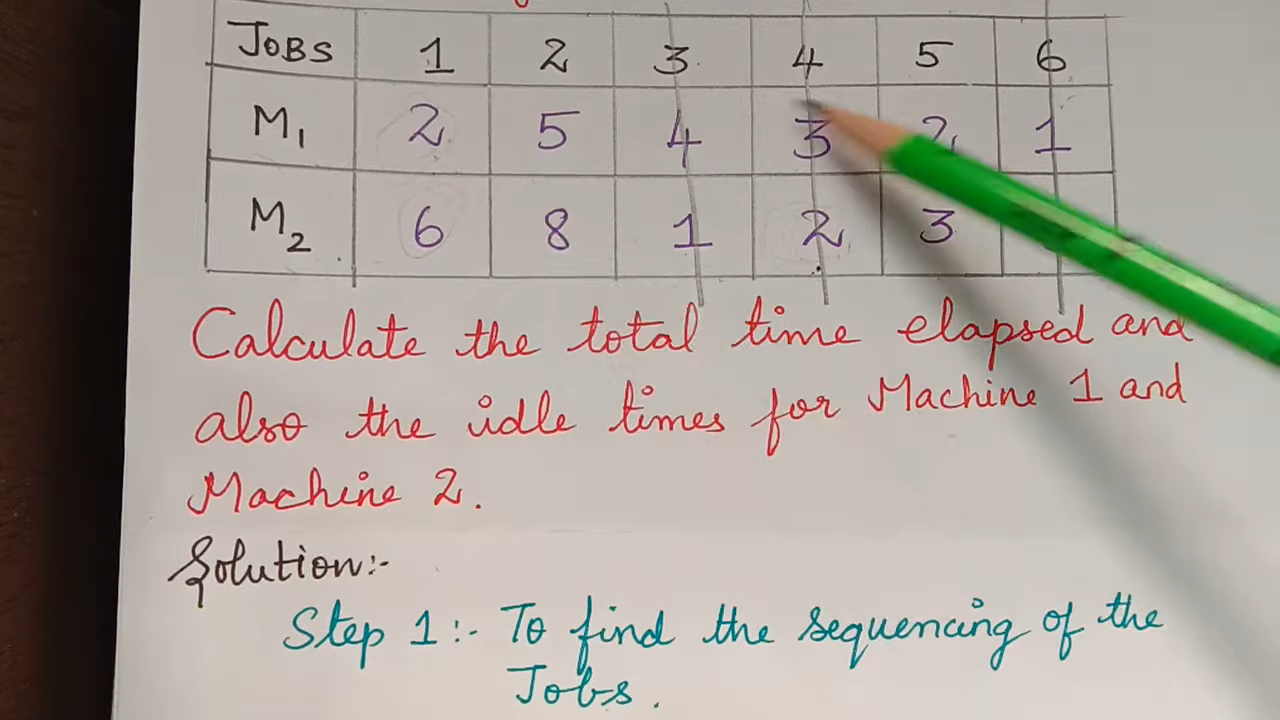 JOBS 1 2 3 4 5 6
M1 2 5 4 3 2 1
M2 6 8 1 2 3
Calculate the total time elapsed and
also the idle times for Machine 1 and
Machine 2.
Solution:-
Step 1:- To find the sequencing of the
Jobs.